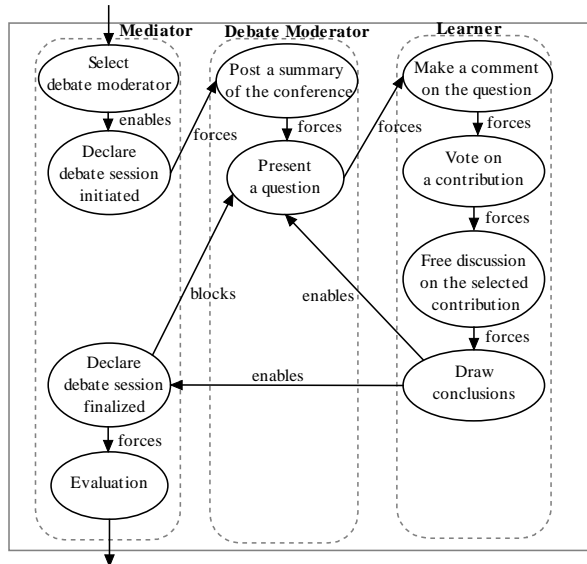 Mediator
Debate Moderator
Learner
Select
debate moderator
enables
Declare
debate session
initiated
forces
Post a summary
of the conference
forces
Present
a question
forces
Make a comment
on the question
forces
Vote on
a contribution
forces
Free discussion
on the selected
contribution
forces
Draw
conclusions
enables
blocks
enables
Declare
debate session
finalized
forces
Evaluation